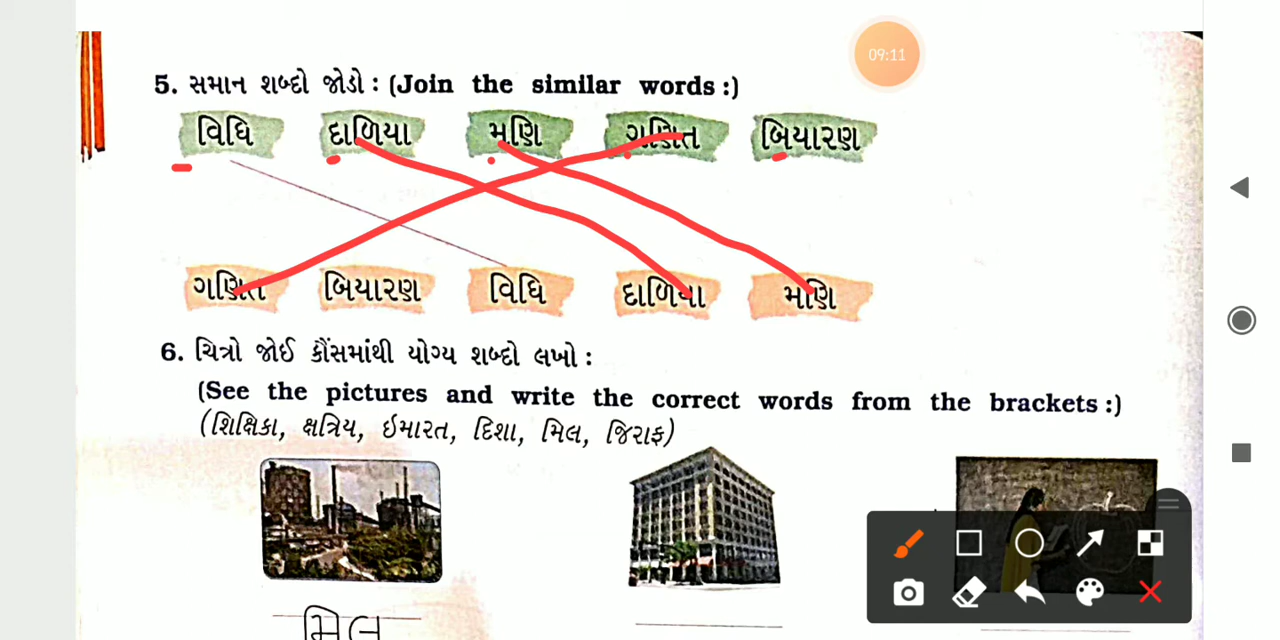 09:11
5. સમાન શબ્દો જોડો : (Join the similar words :)
વિધિ દાળિયા મણિ ગણિત બિયારણ
ગણિત બિયારણ વિધિ દાળિયા મણિ
6. ચિત્રો જોઈ કૌંસમાંથી યોગ્ય શબ્દો લખો :
(See the pictures and write the correct words from the brackets :)
(શિક્ષિકા, ક્ષત્રિય, ઈમારત, દિશા, મિલ, જિરાફ)
મિલ